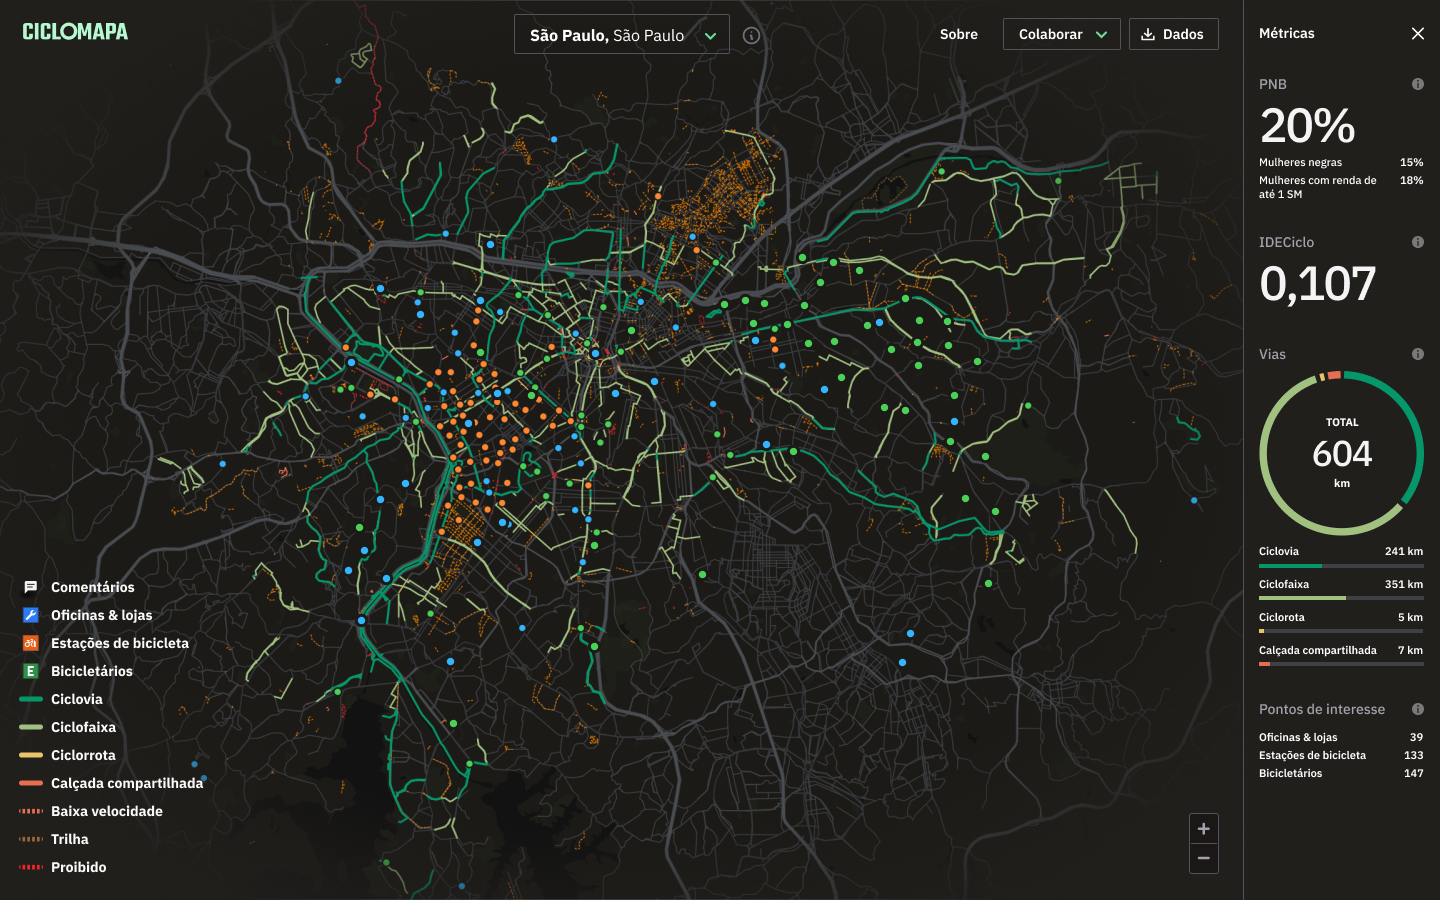 CICLOMAPA
São Paulo, São Paulo
Sobre
Colaborar
Dados
Métricas
PNB
20%
Mulheres negras 15%
Mulheres com renda de 18%
até 1 SM
IDECiclo
0,107
Vias
TOTAL
604
km
Ciclovia 241 km
Ciclofaixa 351 km
Ciclorota 5 km
Calçada compartilhada 7 km
Pontos de interesse
Oficinas & lojas 39
Estações de bicicleta 133
Bicicletários 147
Comentários
Oficinas & lojas
Estações de bicicleta
E Bicicletários
Ciclovia
Ciclofaixa
Ciclorrota
Calçada compartilhada
Baixa velocidade
Trilha
Proibido
+
−